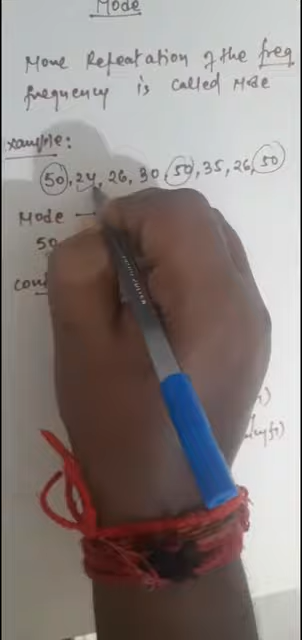 Mode
More Repeatation of the freq
frequency is called Mode
Example:
50, 24, 26, 30, 50, 35, 26, 50
Mode
50